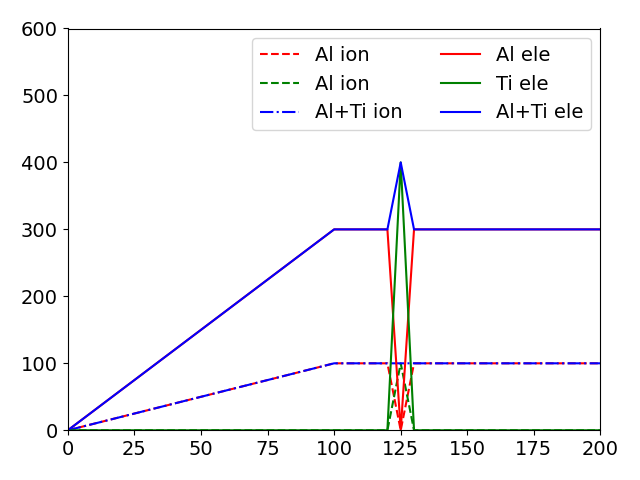 600
500
400
300
200
100
0
Al ion
Al ion
Al+Ti ion
Al ele
Ti ele
Al+Ti ele
0 25 50 75 100 125 150 175 200